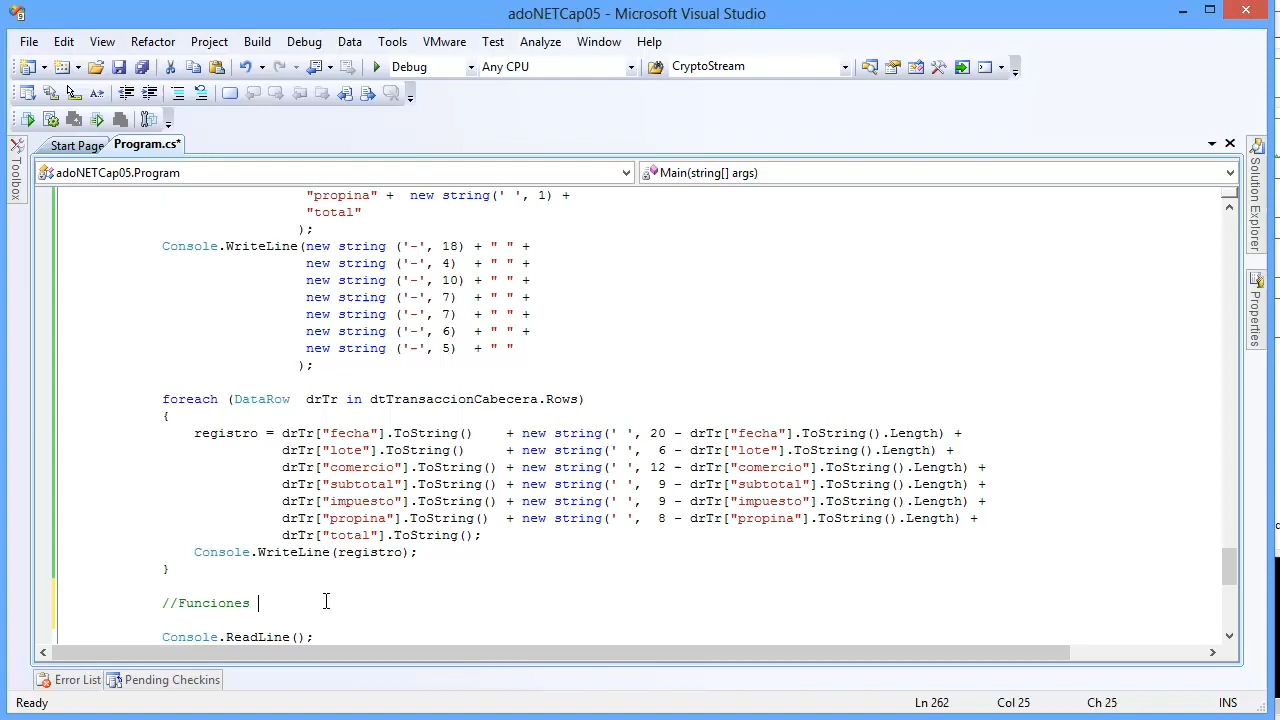 adoNETCap05 - Microsoft Visual Studio
File Edit View Refactor Project Build Debug Data Tools VMware Test Analyze Window Help
Debug Any CPU CryptoStream
Start Page Program.cs*
adoNETCap05.Program Main(string[] args)
Toolbox
Solution Explorer
Properties
"propina" +  new string(' ', 1) +
"total"
);
Console.WriteLine(new string ('-', 18) + " " +
new string ('-', 4)  + " " +
new string ('-', 10) + " " +
new string ('-', 7)  + " " +
new string ('-', 7)  + " " +
new string ('-', 6)  + " " +
new string ('-', 5)  + " "
);
foreach (DataRow  drTr in dtTransaccionCabecera.Rows)
{
registro = drTr["fecha"].ToString()    + new string(' ', 20 - drTr["fecha"].ToString().Length) +
drTr["lote"].ToString()     + new string(' ',  6 - drTr["lote"].ToString().Length) +
drTr["comercio"].ToString() + new string(' ', 12 - drTr["comercio"].ToString().Length) +
drTr["subtotal"].ToString() + new string(' ',  9 - drTr["subtotal"].ToString().Length) +
drTr["impuesto"].ToString() + new string(' ',  9 - drTr["impuesto"].ToString().Length) +
drTr["propina"].ToString()  + new string(' ',  8 - drTr["propina"].ToString().Length) +
drTr["total"].ToString();
Console.WriteLine(registro);
}
//Funciones
Console.ReadLine();
Error List Pending Checkins
Ready Ln 262 Col 25 Ch 25 INS